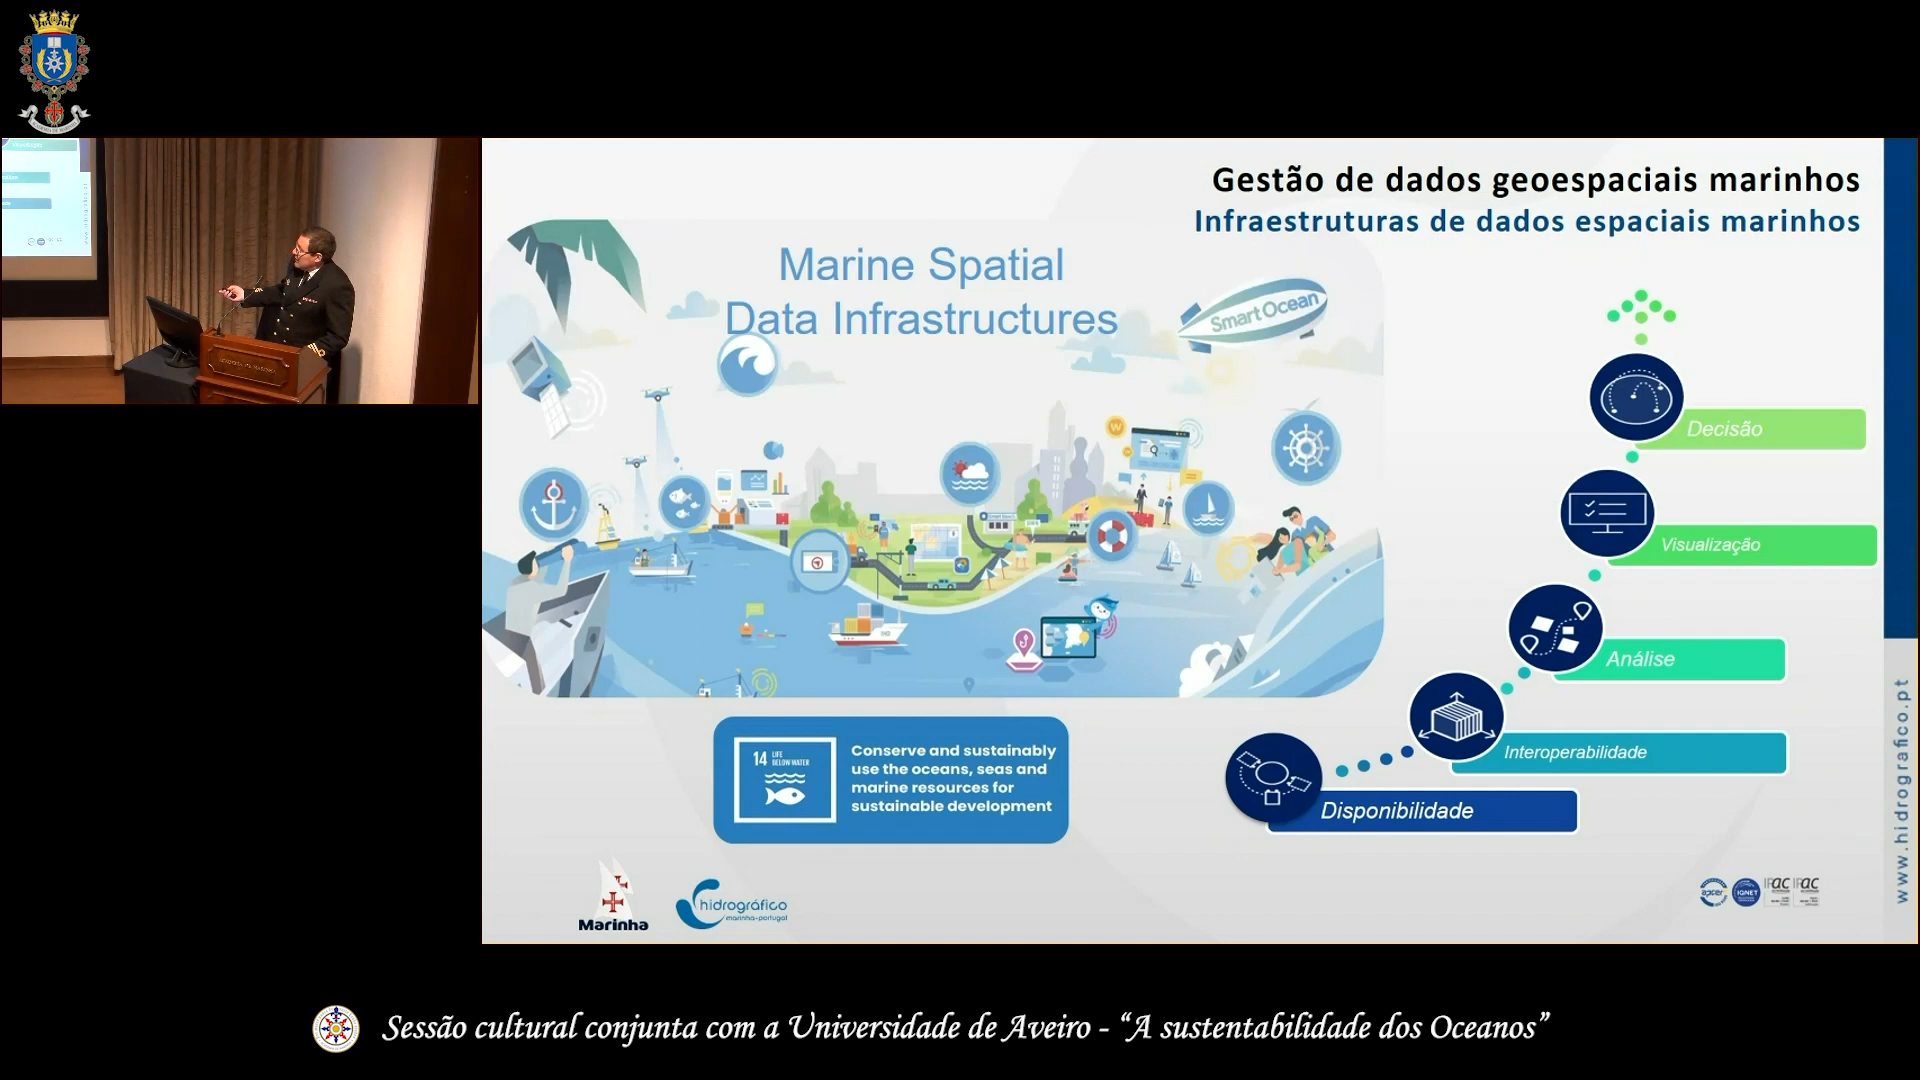 Gestão de dados geoespaciais marinhos
Infraestruturas de dados espaciais marinhos
Marine Spatial
Data Infrastructures
Smart Ocean
Decisão
Visualização
Análise
Interoperabilidade
Disponibilidade
14 LIFE
BELOW WATER
Conserve and sustainably
use the oceans, seas and
marine resources for
sustainable development
Marinha
hidrográfico
marinha-portugal
apcer
IQNET
www.hidrografico.pt
Sessão cultural conjunta com a Universidade de Aveiro - “A sustentabilidade dos Oceanos”